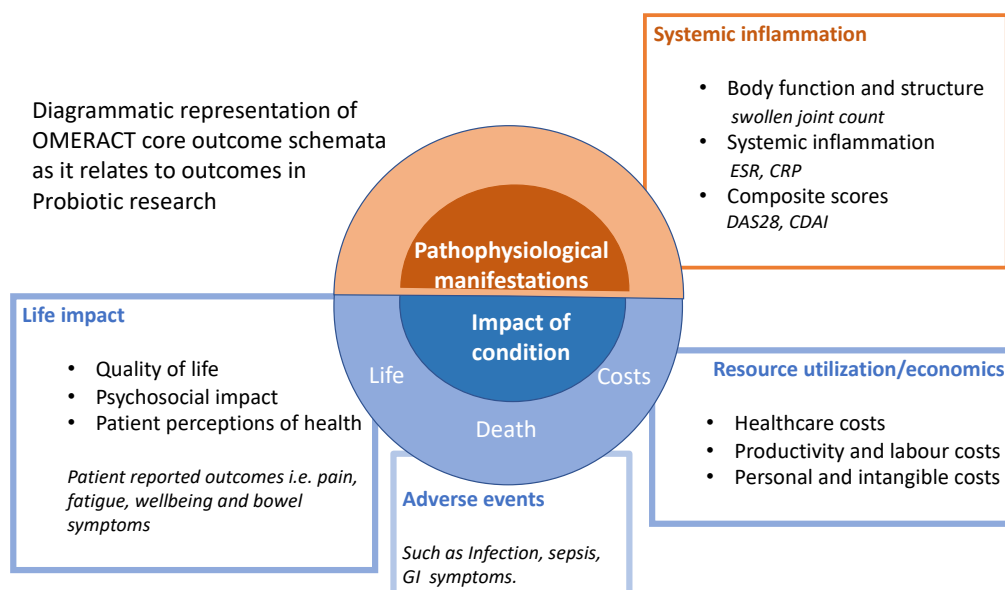 Diagrammatic representation of
OMERACT core outcome schemata
as it relates to outcomes in
Probiotic research
Systemic inflammation
• Body function and structure
swollen joint count
• Systemic inflammation
ESR, CRP
• Composite scores
DAS28, CDAI
Pathophysiological
manifestations
Impact of
condition
Life
Costs
Death
Life impact
• Quality of life
• Psychosocial impact
• Patient perceptions of health
Patient reported outcomes i.e. pain,
fatigue, wellbeing and bowel
symptoms
Adverse events
Such as Infection, sepsis,
GI symptoms.
Resource utilization/economics
• Healthcare costs
• Productivity and labour costs
• Personal and intangible costs